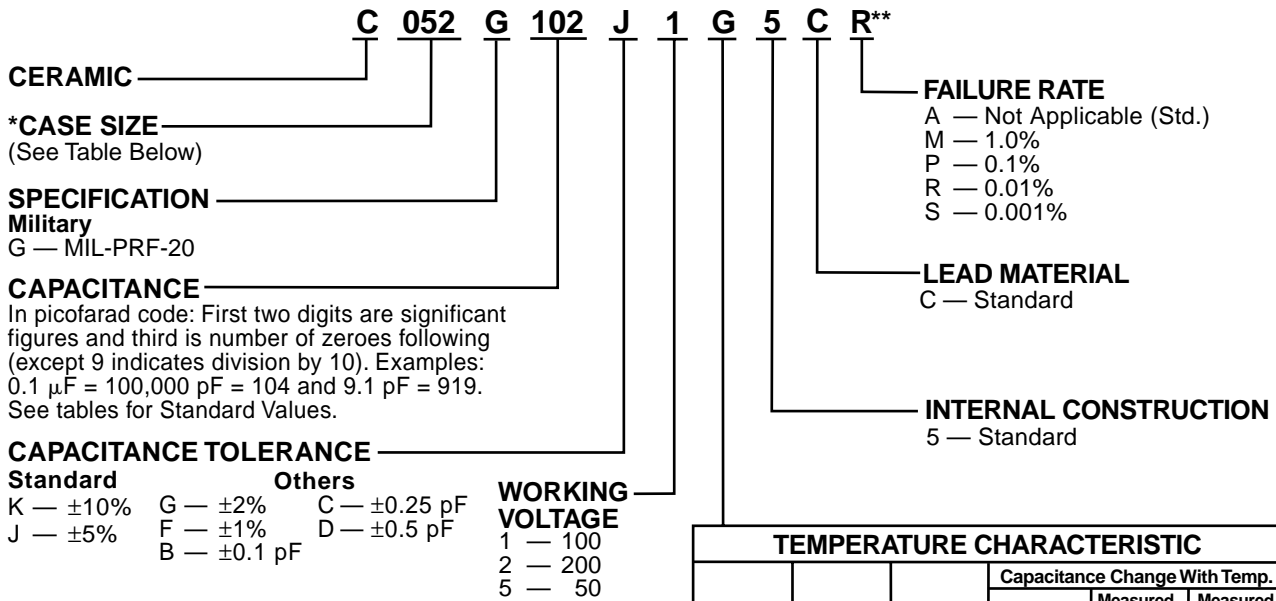 C 052 G 102 J 1 G 5 C R**
CERAMIC
*CASE SIZE
(See Table Below)
SPECIFICATION
Military
G — MIL-PRF-20
CAPACITANCE
In picofarad code: First two digits are significant
figures and third is number of zeroes following
(except 9 indicates division by 10). Examples:
0.1 μF = 100,000 pF = 104 and 9.1 pF = 919.
See tables for Standard Values.
CAPACITANCE TOLERANCE
Standard Others
K — ±10% G — ±2% C — ±0.25 pF
J — ±5% F — ±1% D — ±0.5 pF
B — ±0.1 pF
WORKING
VOLTAGE
1 — 100
2 — 200
5 — 50
FAILURE RATE
A — Not Applicable (Std.)
M — 1.0%
P — 0.1%
R — 0.01%
S — 0.001%
LEAD MATERIAL
C — Standard
INTERNAL CONSTRUCTION
5 — Standard
TEMPERATURE CHARACTERISTIC
Capacitance Change With Temp.
Measured Measured